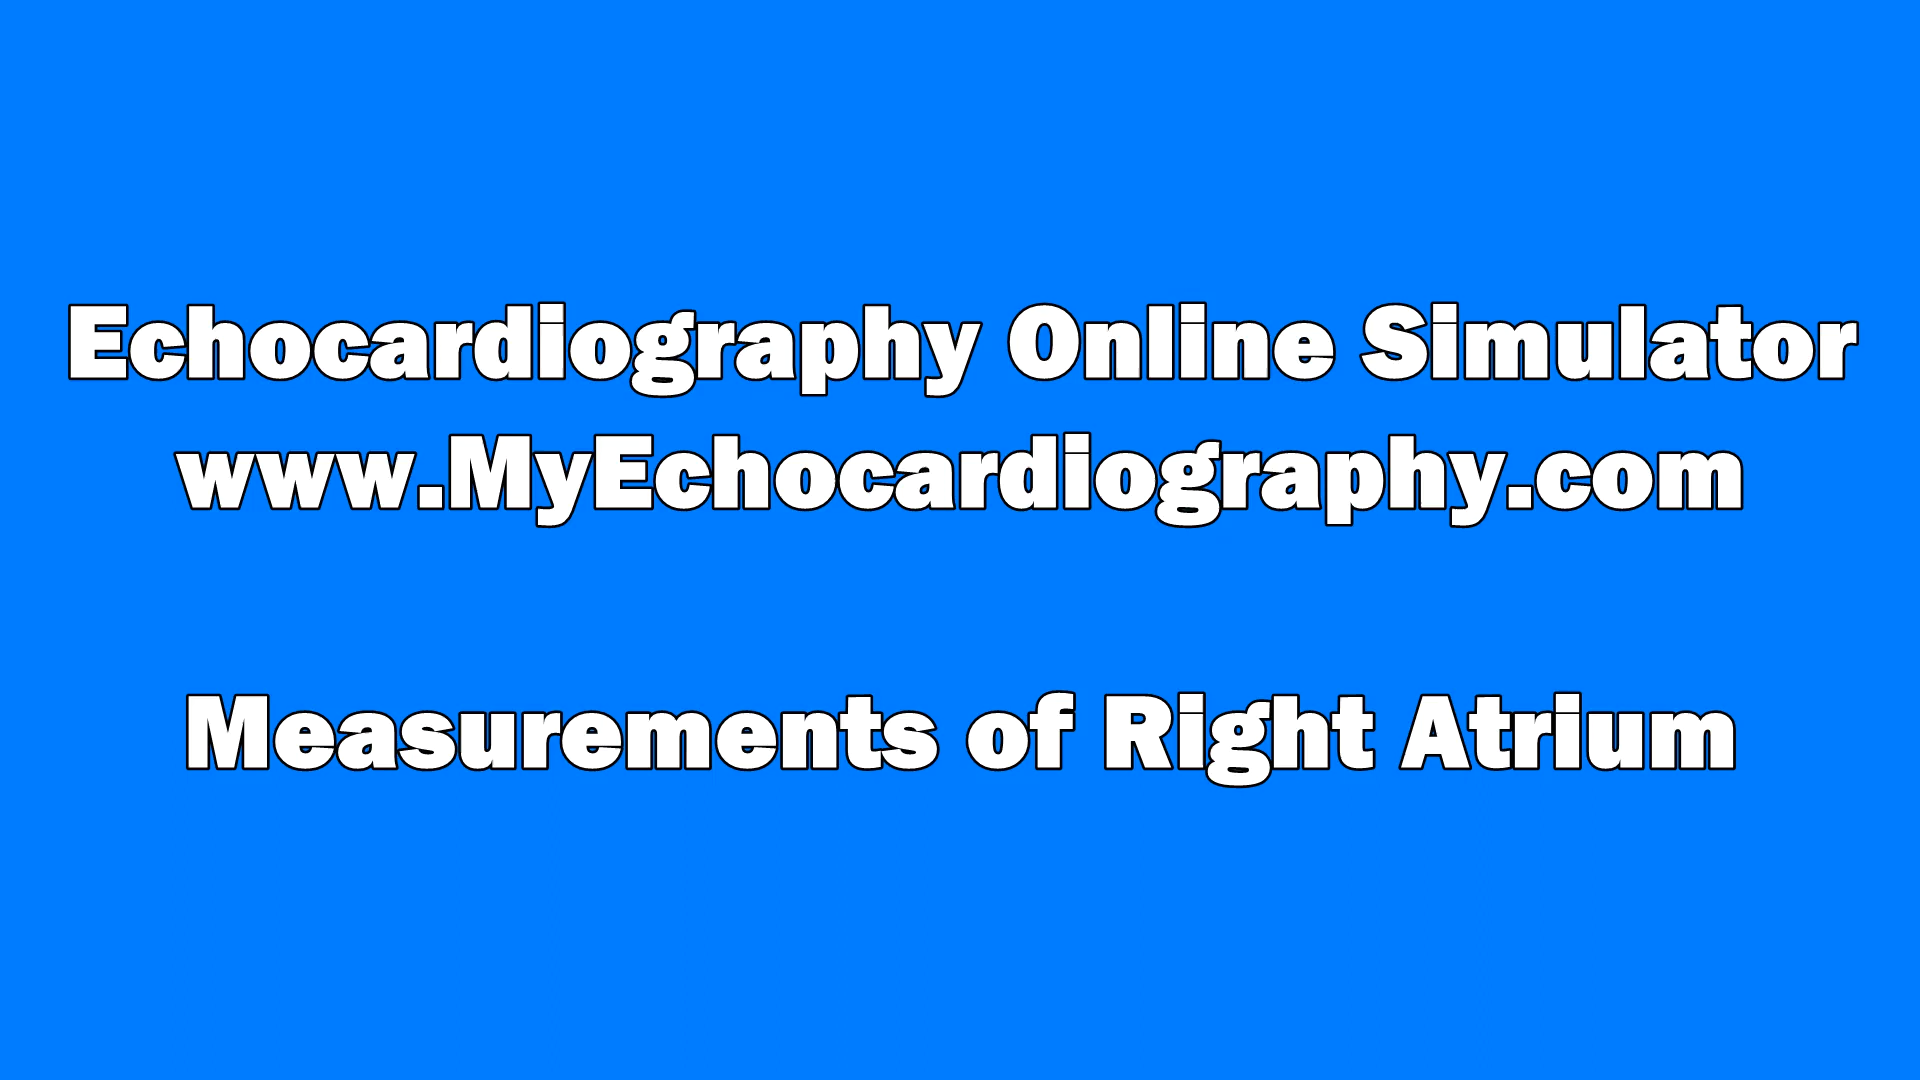 Echocardiography Online Simulator
www.MyEchocardiography.com
Measurements of Right Atrium